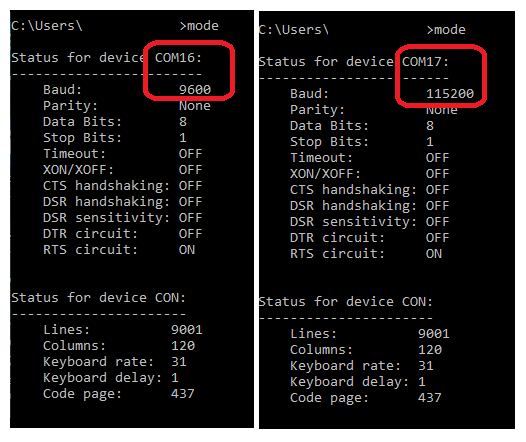 C:\Users\ >mode
Status for device COM16:
------------------------
Baud: 9600
Parity: None
Data Bits: 8
Stop Bits: 1
Timeout: OFF
XON/XOFF: OFF
CTS handshaking: OFF
DSR handshaking: OFF
DSR sensitivity: OFF
DTR circuit: OFF
RTS circuit: ON
Status for device CON:
----------------------
Lines: 9001
Columns: 120
Keyboard rate: 31
Keyboard delay: 1
Code page: 437
C:\Users\ >mode
Status for device COM17:
------------------------
Baud: 115200
Parity: None
Data Bits: 8
Stop Bits: 1
Timeout: OFF
XON/XOFF: OFF
CTS handshaking: OFF
DSR handshaking: OFF
DSR sensitivity: OFF
DTR circuit: OFF
RTS circuit: ON
Status for device CON:
----------------------
Lines: 9001
Columns: 120
Keyboard rate: 31
Keyboard delay: 1
Code page: 437